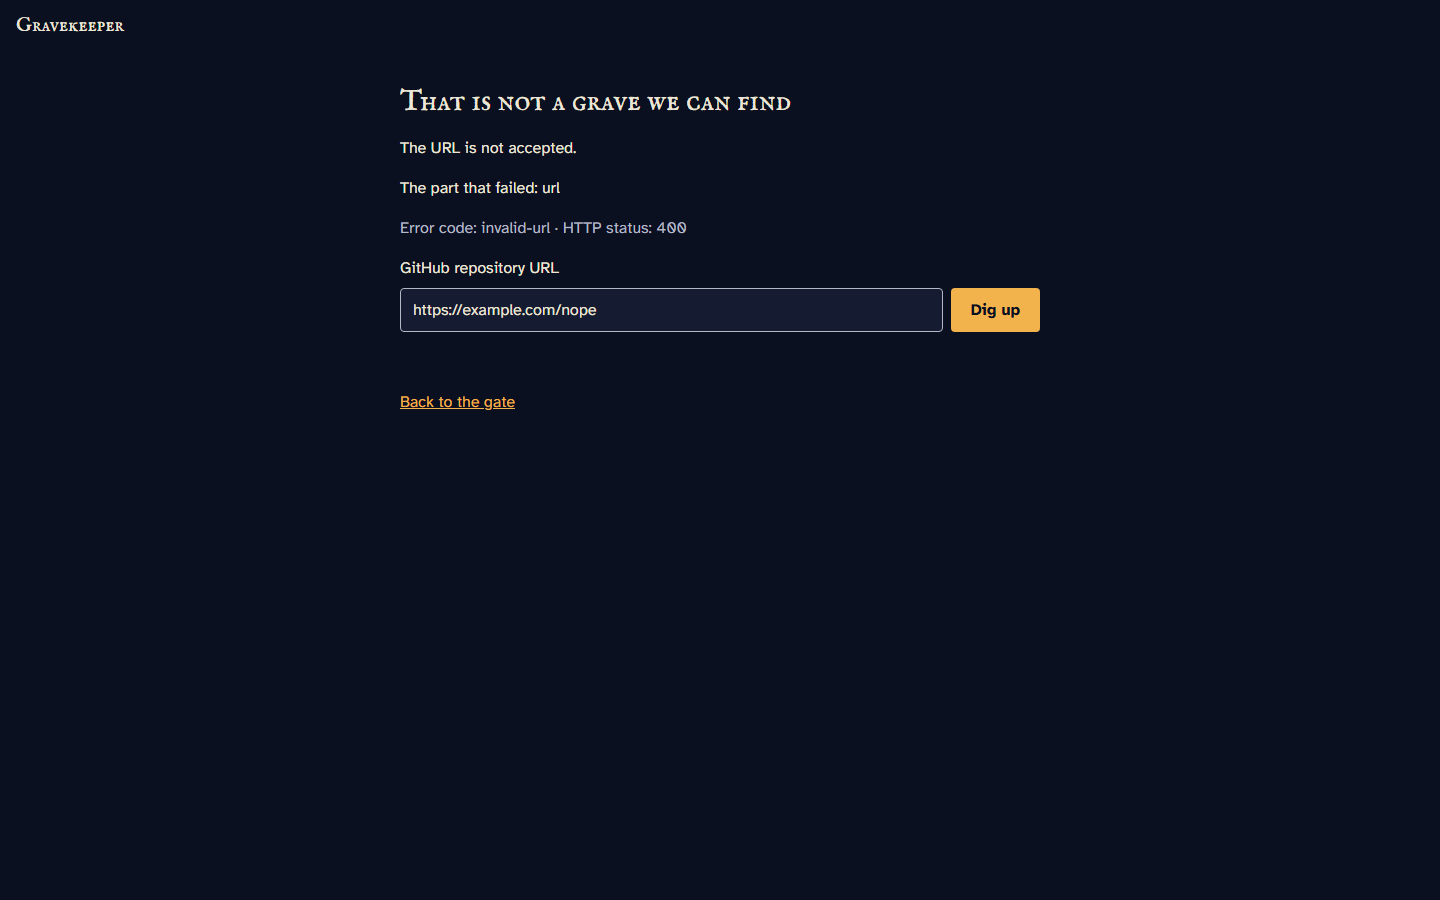 Gravekeeper
That is not a grave we can find
The URL is not accepted.
The part that failed: url
Error code: invalid-url · HTTP status: 400
GitHub repository URL
https://example.com/nope
Dig up
Back to the gate